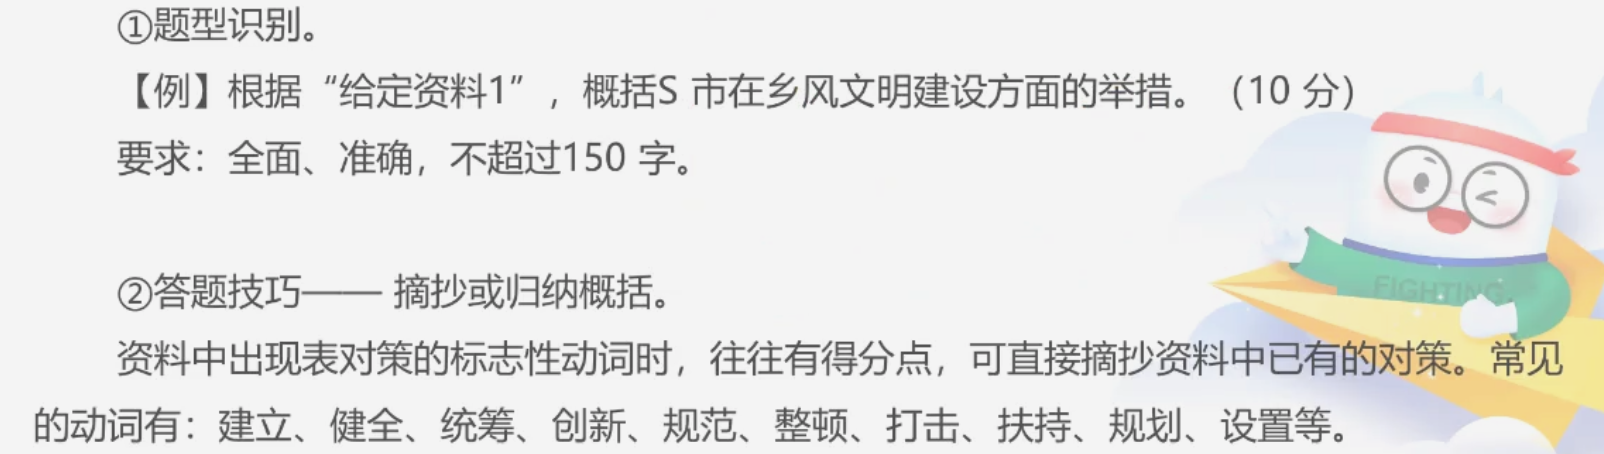 ①题型识别。
【例】根据“给定资料1”，概括S 市在乡风文明建设方面的举措。（10 分）
要求：全面、准确，不超过150 字。
②答题技巧—— 摘抄或归纳概括。
FIGHTING
资料中出现表对策的标志性动词时，往往有得分点，可直接摘抄资料中已有的对策。常见
的动词有：建立、健全、统筹、创新、规范、整顿、打击、扶持、规划、设置等。